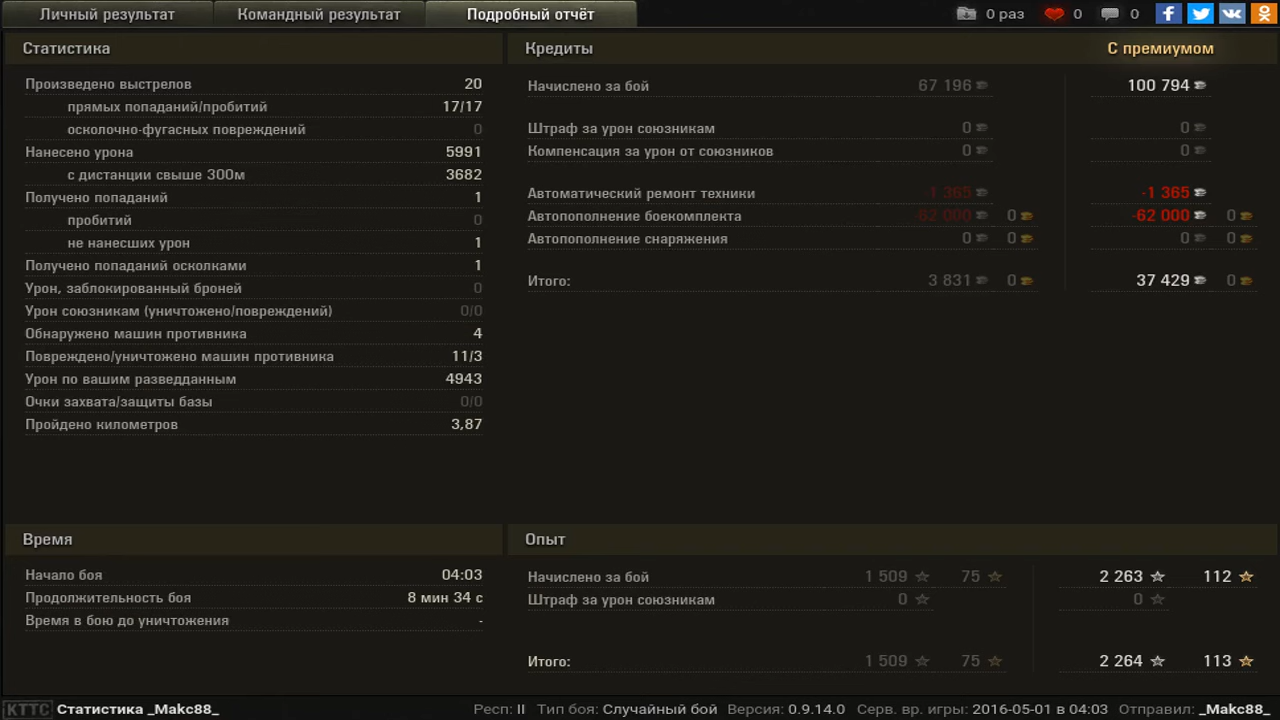 Личный результат Командный результат Подробный отчёт 0 раз 0 0
Статистика
Произведено выстрелов 20
прямых попаданий/пробитий 17/17
осколочно-фугасных повреждений 0
Нанесено урона 5991
с дистанции свыше 300м 3682
Получено попаданий 1
пробитий 0
не нанесших урон 1
Получено попаданий осколками 1
Урон, заблокированный броней 0
Урон союзникам (уничтожено/повреждений) 0/0
Обнаружено машин противника 4
Повреждено/уничтожено машин противника 11/3
Урон по вашим разведданным 4943
Очки захвата/защиты базы 0/0
Пройдено километров 3,87
Кредиты С премиумом
Начислено за бой 67 196 100 794
Штраф за урон союзникам 0 0
Компенсация за урон от союзников 0 0
Автоматический ремонт техники -1 365 -1 365
Автопополнение боекомплекта -62 000 0 -62 000 0
Автопополнение снаряжения 0 0 0 0
Итого: 3 831 0 37 429 0
Время
Начало боя 04:03
Продолжительность боя 8 мин 34 с
Время в бою до уничтожения -
Опыт
Начислено за бой 1 509 75 2 263 112
Штраф за урон союзникам 0 0
Итого: 1 509 75 2 264 113
КТТС Статистика _Makc88_ Респ: II Тип боя: Случайный бой Версия: 0.9.14.0 Серв. вр. игры: 2016-05-01 в 04:03 Отправил: _Makc88_